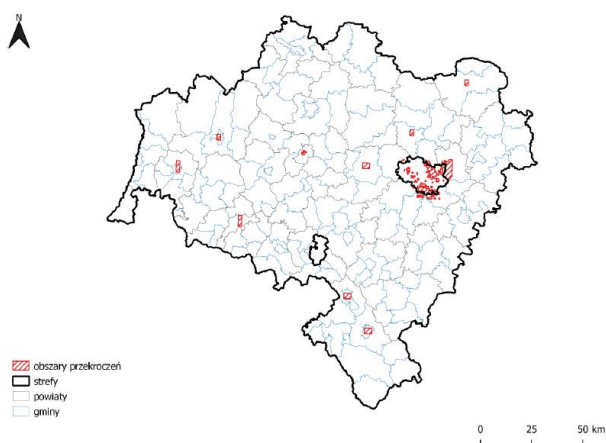 N
obszary przekroczeń
strefy
powiaty
gminy
0 25 50 km